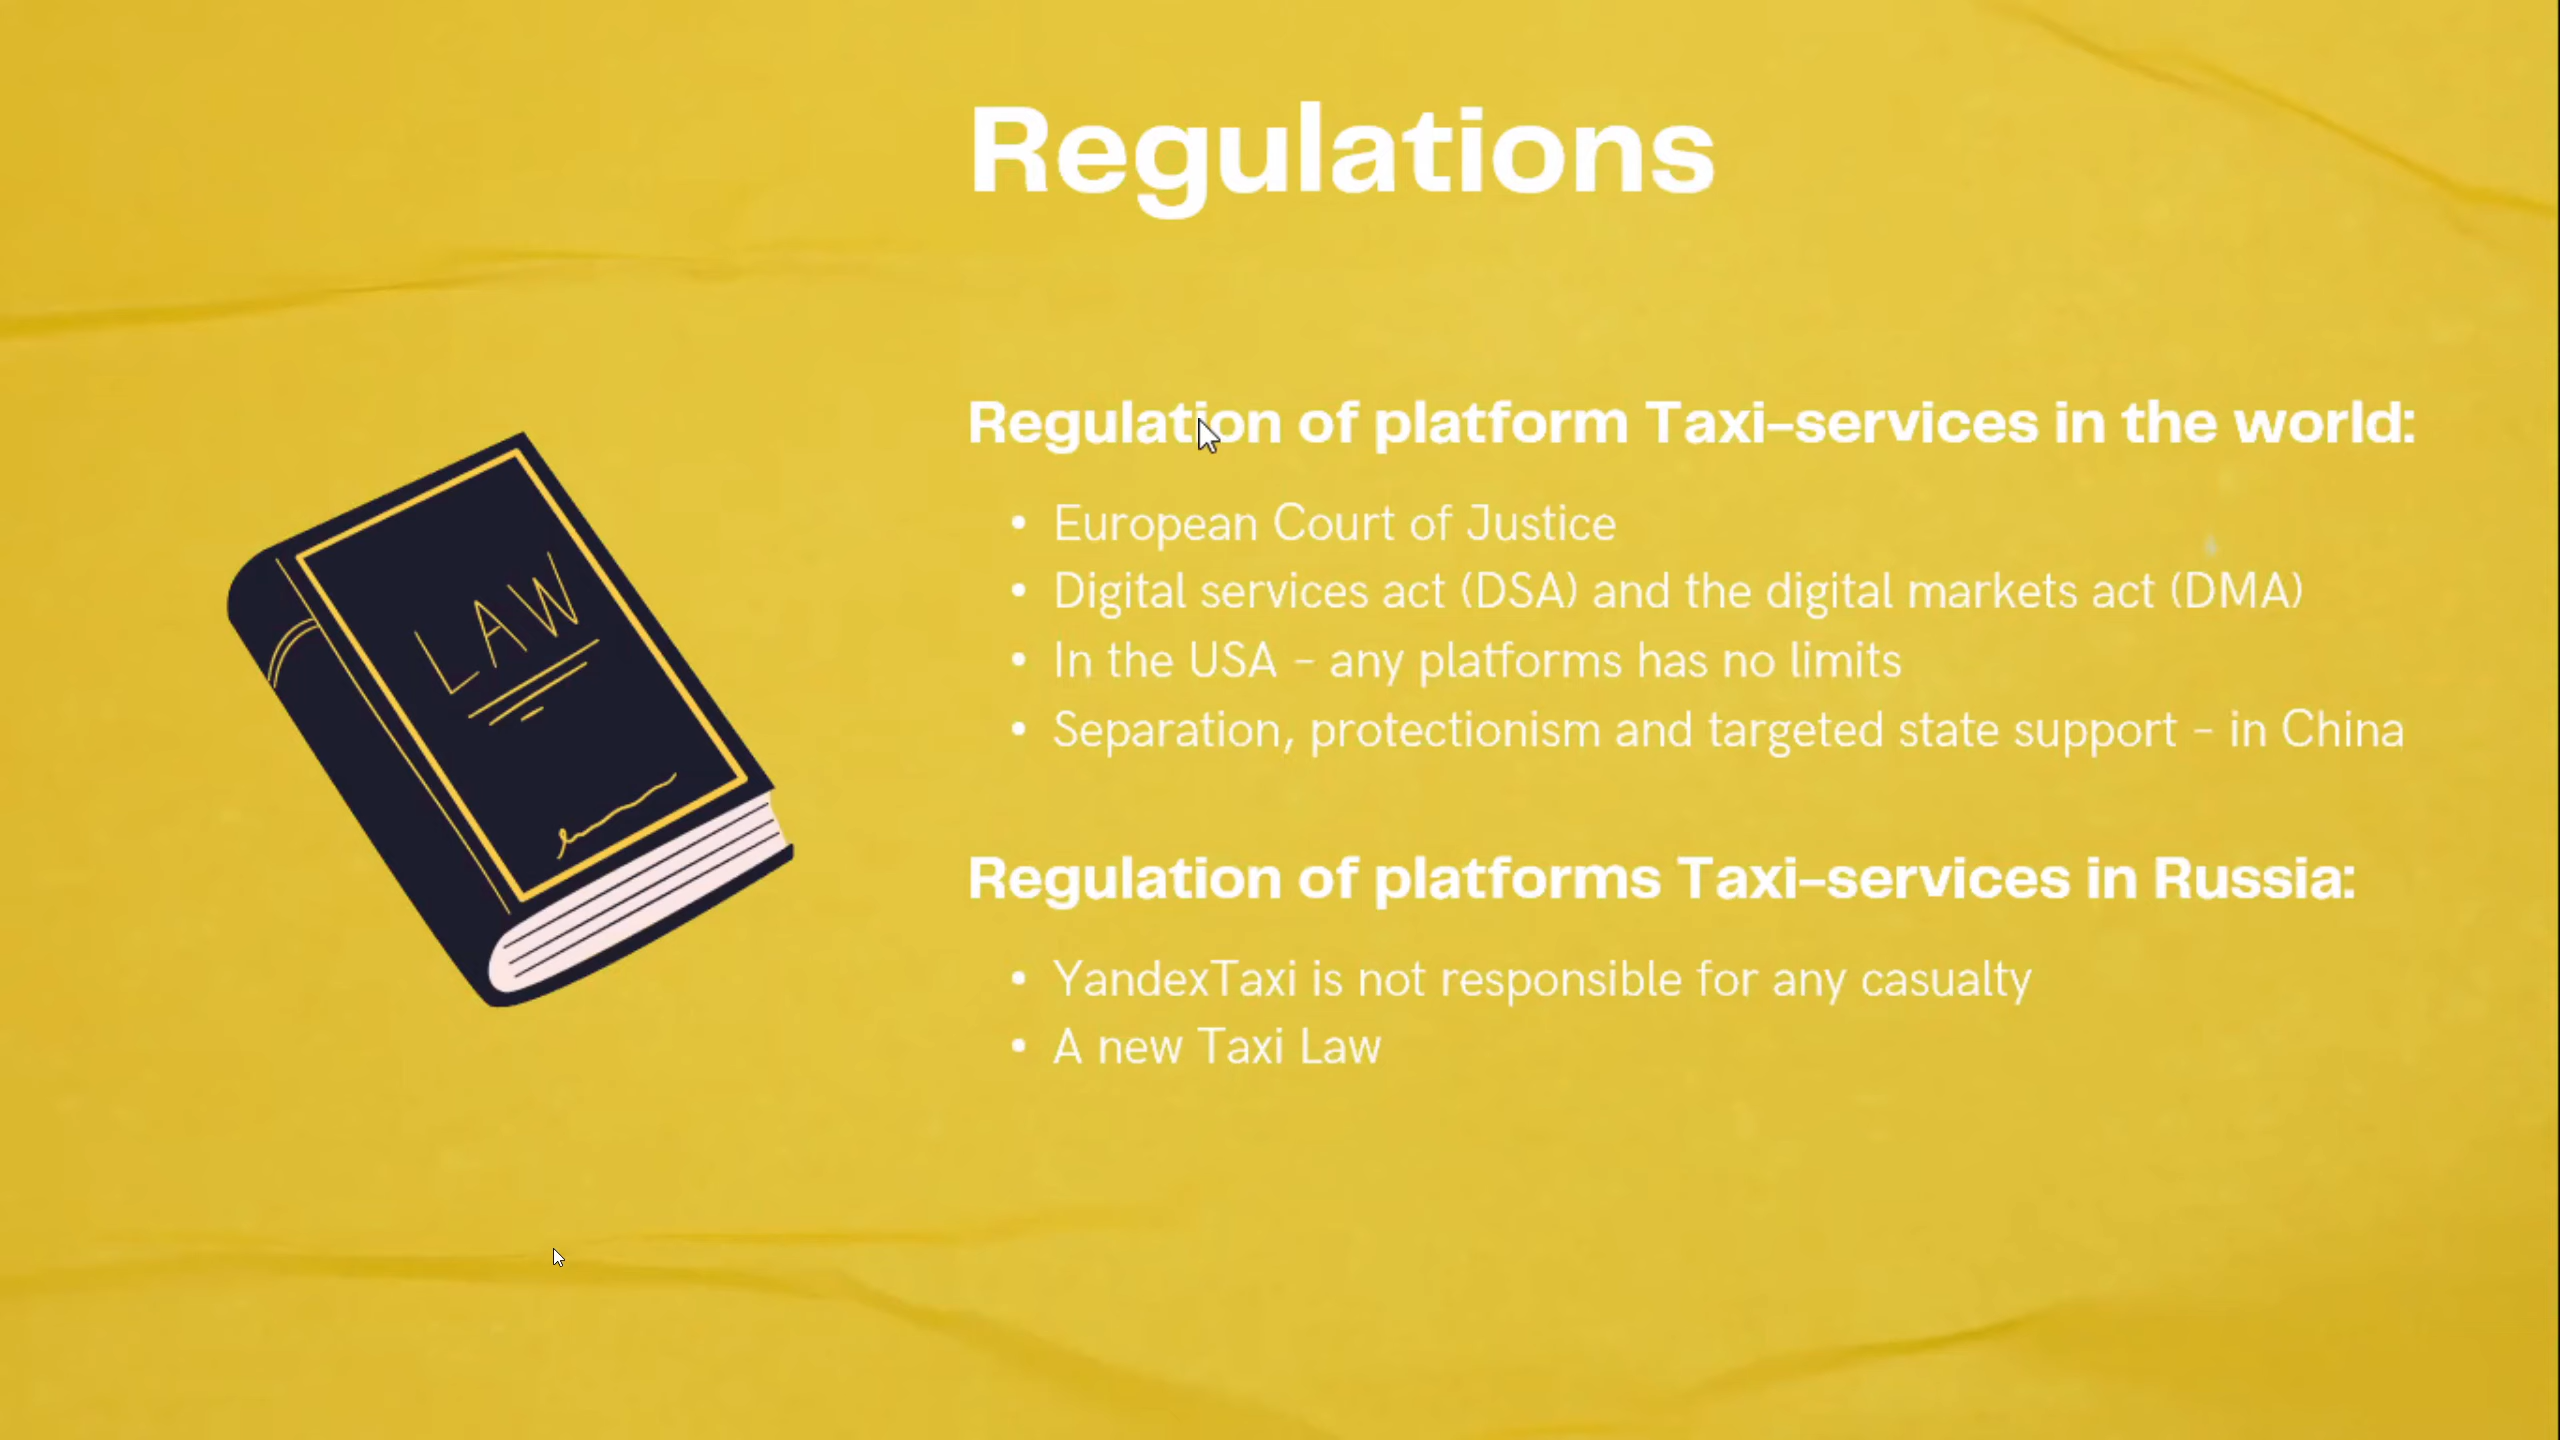 Regulations
LAW
Regulation of platform Taxi-services in the world:
• European Court of Justice
• Digital services act (DSA) and the digital markets act (DMA)
• In the USA - any platforms has no limits
• Separation, protectionism and targeted state support - in China
Regulation of platforms Taxi-services in Russia:
• YandexTaxi is not responsible for any casualty
• A new Taxi Law